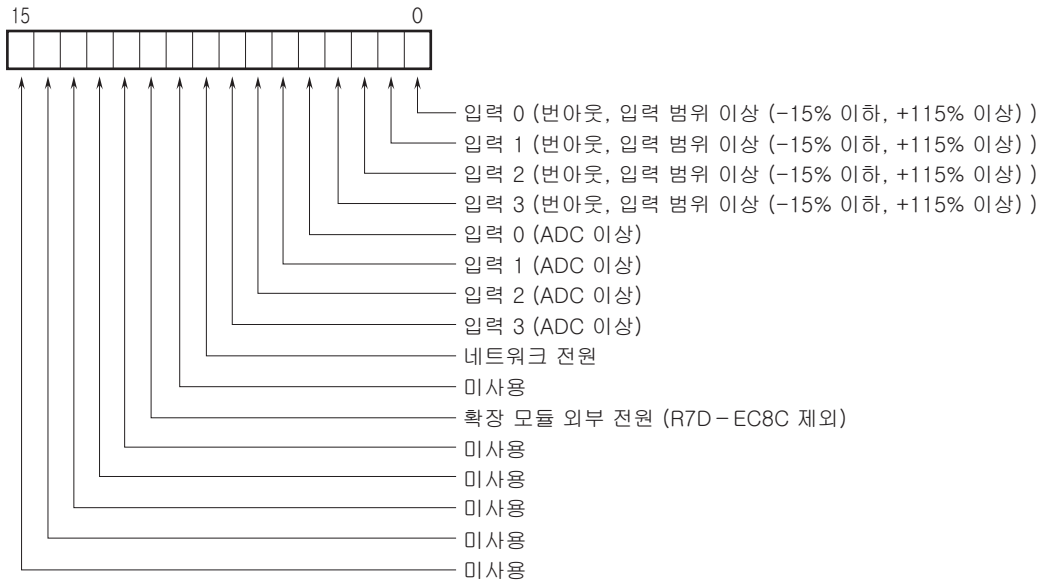 15 0
입력 0 (번아웃, 입력 범위 이상 (-15% 이하, +115% 이상) )
입력 1 (번아웃, 입력 범위 이상 (-15% 이하, +115% 이상) )
입력 2 (번아웃, 입력 범위 이상 (-15% 이하, +115% 이상) )
입력 3 (번아웃, 입력 범위 이상 (-15% 이하, +115% 이상) )
입력 0 (ADC 이상)
입력 1 (ADC 이상)
입력 2 (ADC 이상)
입력 3 (ADC 이상)
네트워크 전원
미사용
확장 모듈 외부 전원 (R7D-EC8C 제외)
미사용
미사용
미사용
미사용
미사용